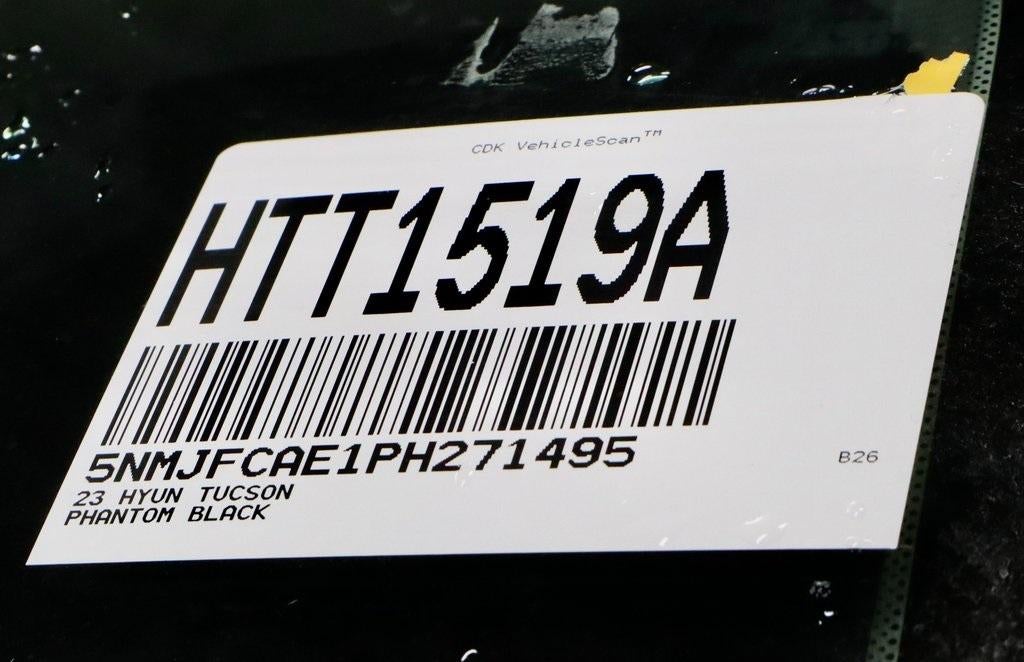 CDK VehicleScan™
HTT1519A
5NMJFCAE1PH271495
23 HYUN TUCSON
PHANTOM BLACK
B26